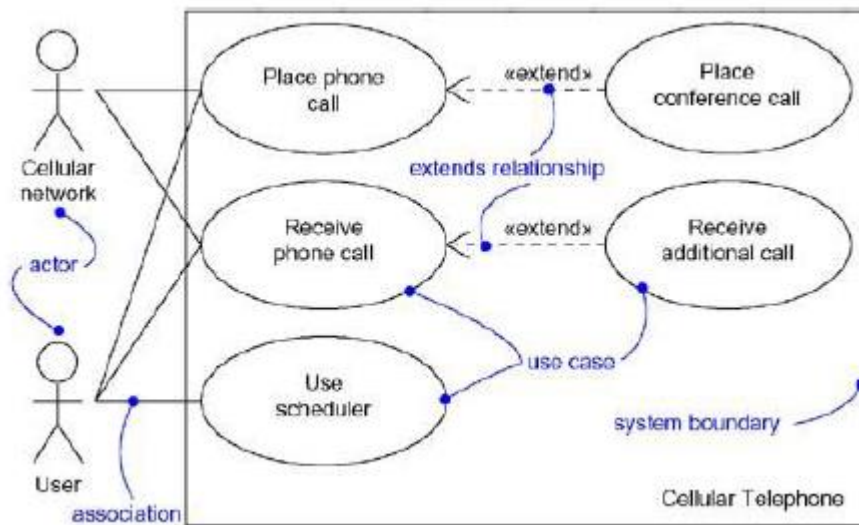 Place phone
call
«extend»
Place
conference call
Cellular
network
extends relationship
Receive
phone call
«extend»
Receive
additional call
actor
use case
Use
scheduler
system boundary
User
association
Cellular Telephone